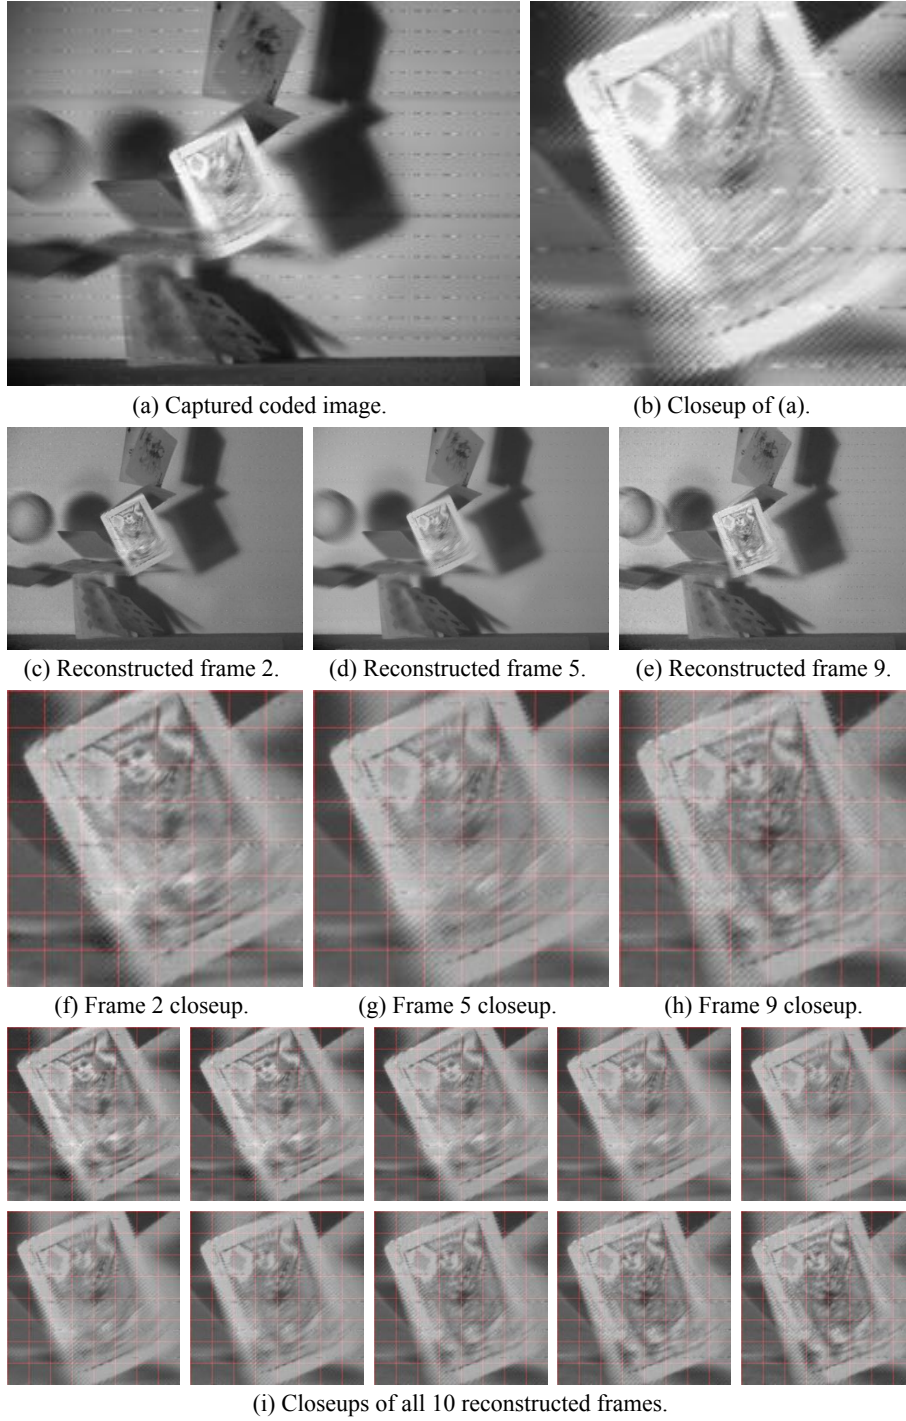 (a) Captured coded image.
(b) Closeup of (a).
(c) Reconstructed frame 2.
(d) Reconstructed frame 5.
(e) Reconstructed frame 9.
(f) Frame 2 closeup.
(g) Frame 5 closeup.
(h) Frame 9 closeup.
(i) Closeups of all 10 reconstructed frames.